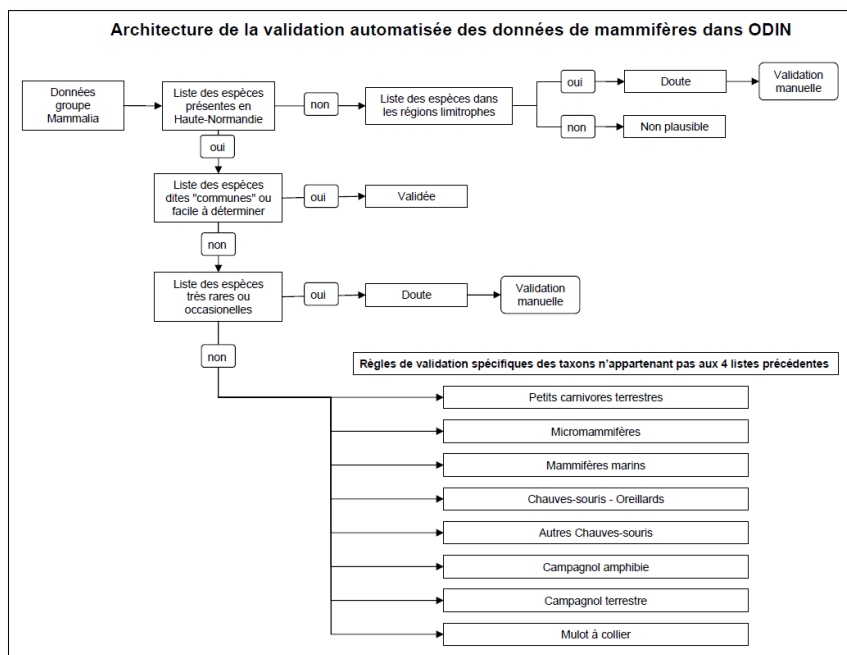 Architecture de la validation automatisée des données de mammifères dans ODIN
Données
groupe
Mammalia
Liste des espèces
présentes en
Haute-Normandie
non
Liste des espèces dans
les régions limitrophes
oui
Doute
Validation
manuelle
non
Non plausible
oui
Liste des espèces
dites "communes" ou
facile à déterminer
oui
Validée
non
Liste des espèces
très rares ou
occasionelles
oui
Doute
Validation
manuelle
non
Règles de validation spécifiques des taxons n'appartenant pas aux 4 listes précédentes
Petits carnivores terrestres
Micromammifères
Mammifères marins
Chauves-souris - Oreillards
Autres Chauves-souris
Campagnol amphibie
Campagnol terrestre
Mulot à collier